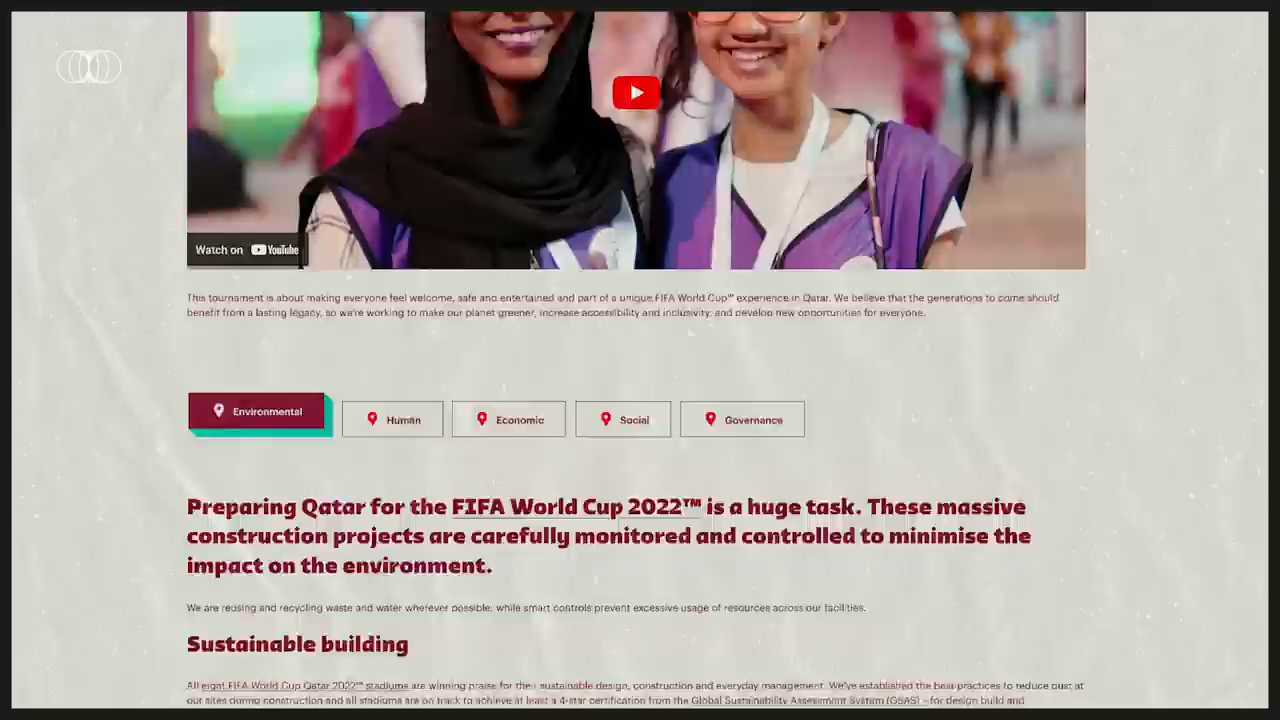 Watch on YouTube
This tournament is about making everyone feel welcome, safe and entertained and part of a unique FIFA World Cup™ experience in Qatar. We believe that the generations to come should
benefit from a lasting legacy, so we're working to make our planet greener, increase accessibility and inclusivity, and develop new opportunities for everyone.
Environmental
Human
Economic
Social
Governance
Preparing Qatar for the FIFA World Cup 2022™ is a huge task. These massive
construction projects are carefully monitored and controlled to minimise the
impact on the environment.
We are reusing and recycling waste and water wherever possible, while smart controls prevent excessive usage of resources across our facilities.
Sustainable building
All eight FIFA World Cup Qatar 2022™ stadiums are winning praise for their sustainable design, construction and everyday management. We've established the best practices to reduce dust at
our sites during construction and all stadiums are on track to achieve at least a 4-star certification from the Global Sustainability Assessment System (GSAS) – for design build and